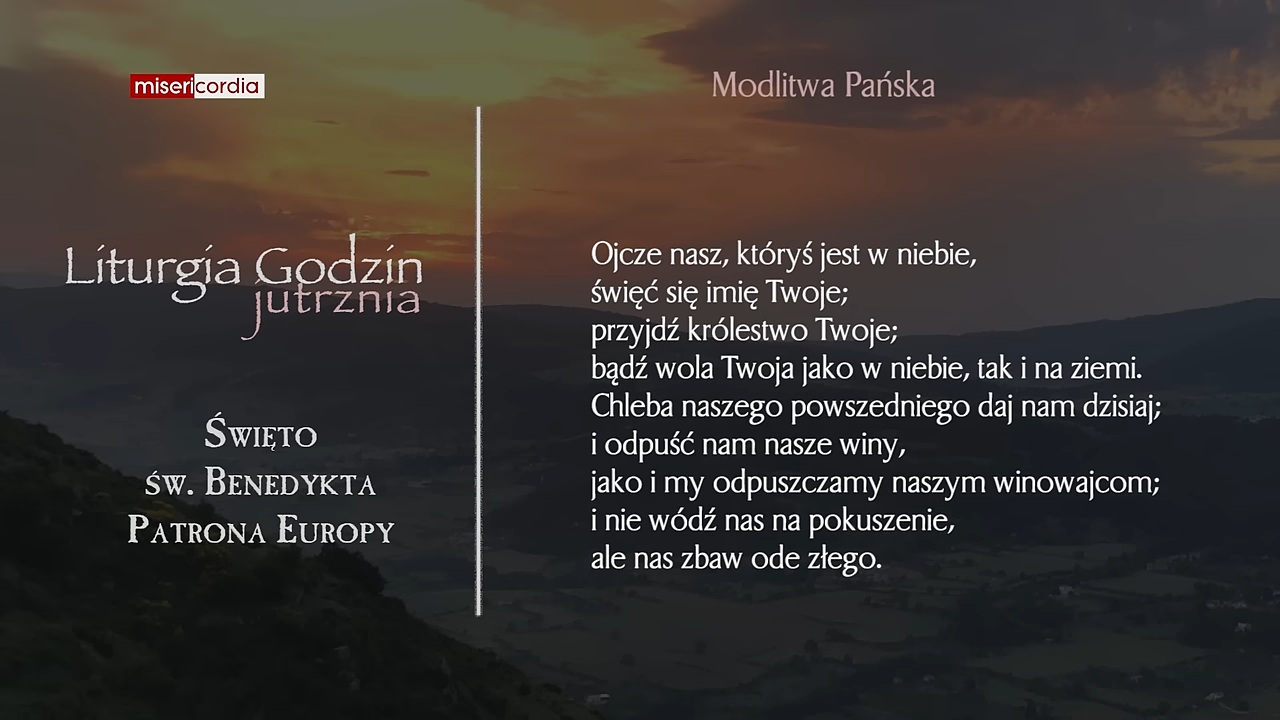 misericordia
Liturgia Godzin
jutrznia
Święto
św. Benedykta
Patrona Europy
Modlitwa Pańska
Ojcze nasz, któryś jest w niebie,
święć się imię Twoje;
przyjdź królestwo Twoje;
bądź wola Twoja jako w niebie, tak i na ziemi.
Chleba naszego powszedniego daj nam dzisiaj;
i odpuść nam nasze winy,
jako i my odpuszczamy naszym winowajcom;
i nie wódź nas na pokuszenie,
ale nas zbaw ode złego.